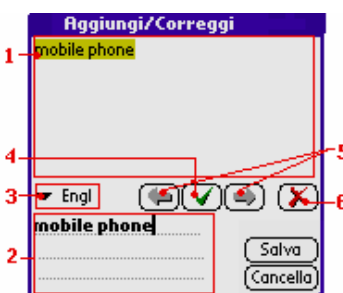 Aggiungi/Correggi
1
mobile phone
4
5
3
Engl
6
mobile phone
2
Salva
Cancella